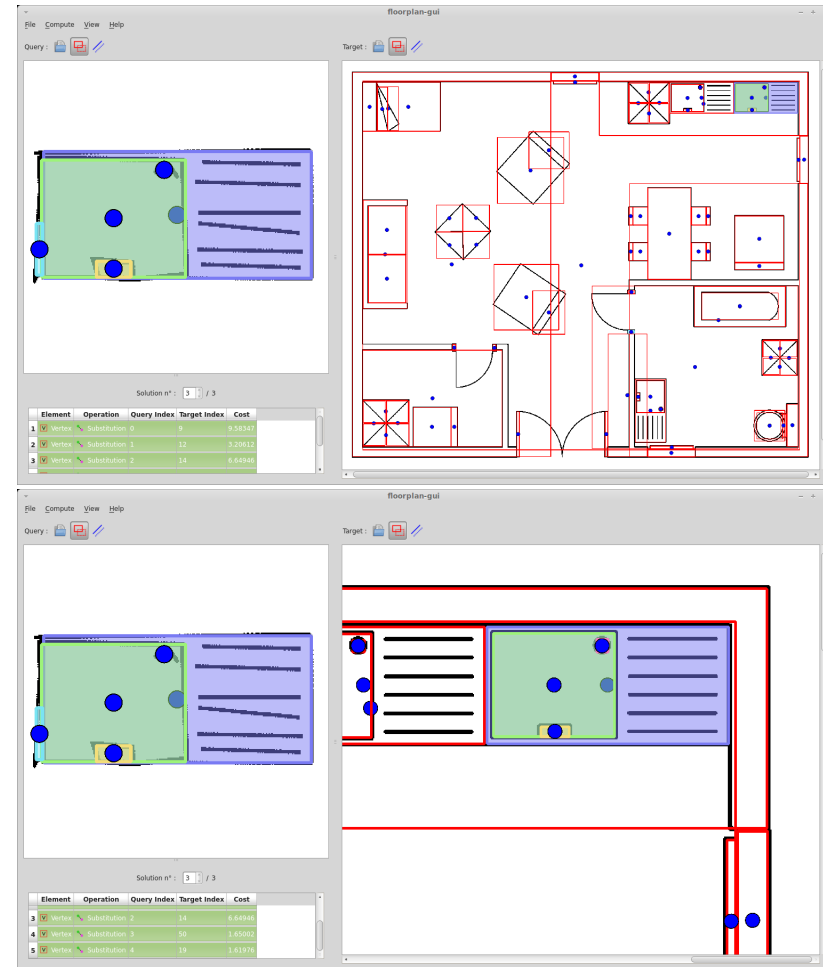 floorplan-gui
File Compute View Help
Query : Target :
Solution n° : 3 / 3
Element Operation Query Index Target Index Cost
1 V Vertex Substitution 0 9 9.58347
2 V Vertex Substitution 1 12 3.20612
3 V Vertex Substitution 2 14 6.64946
floorplan-gui
File Compute View Help
Query : Target :
Solution n° : 3 / 3
Element Operation Query Index Target Index Cost
3 V Vertex Substitution 2 14 6.64946
4 V Vertex Substitution 3 50 1.65002
5 V Vertex Substitution 4 19 1.61976